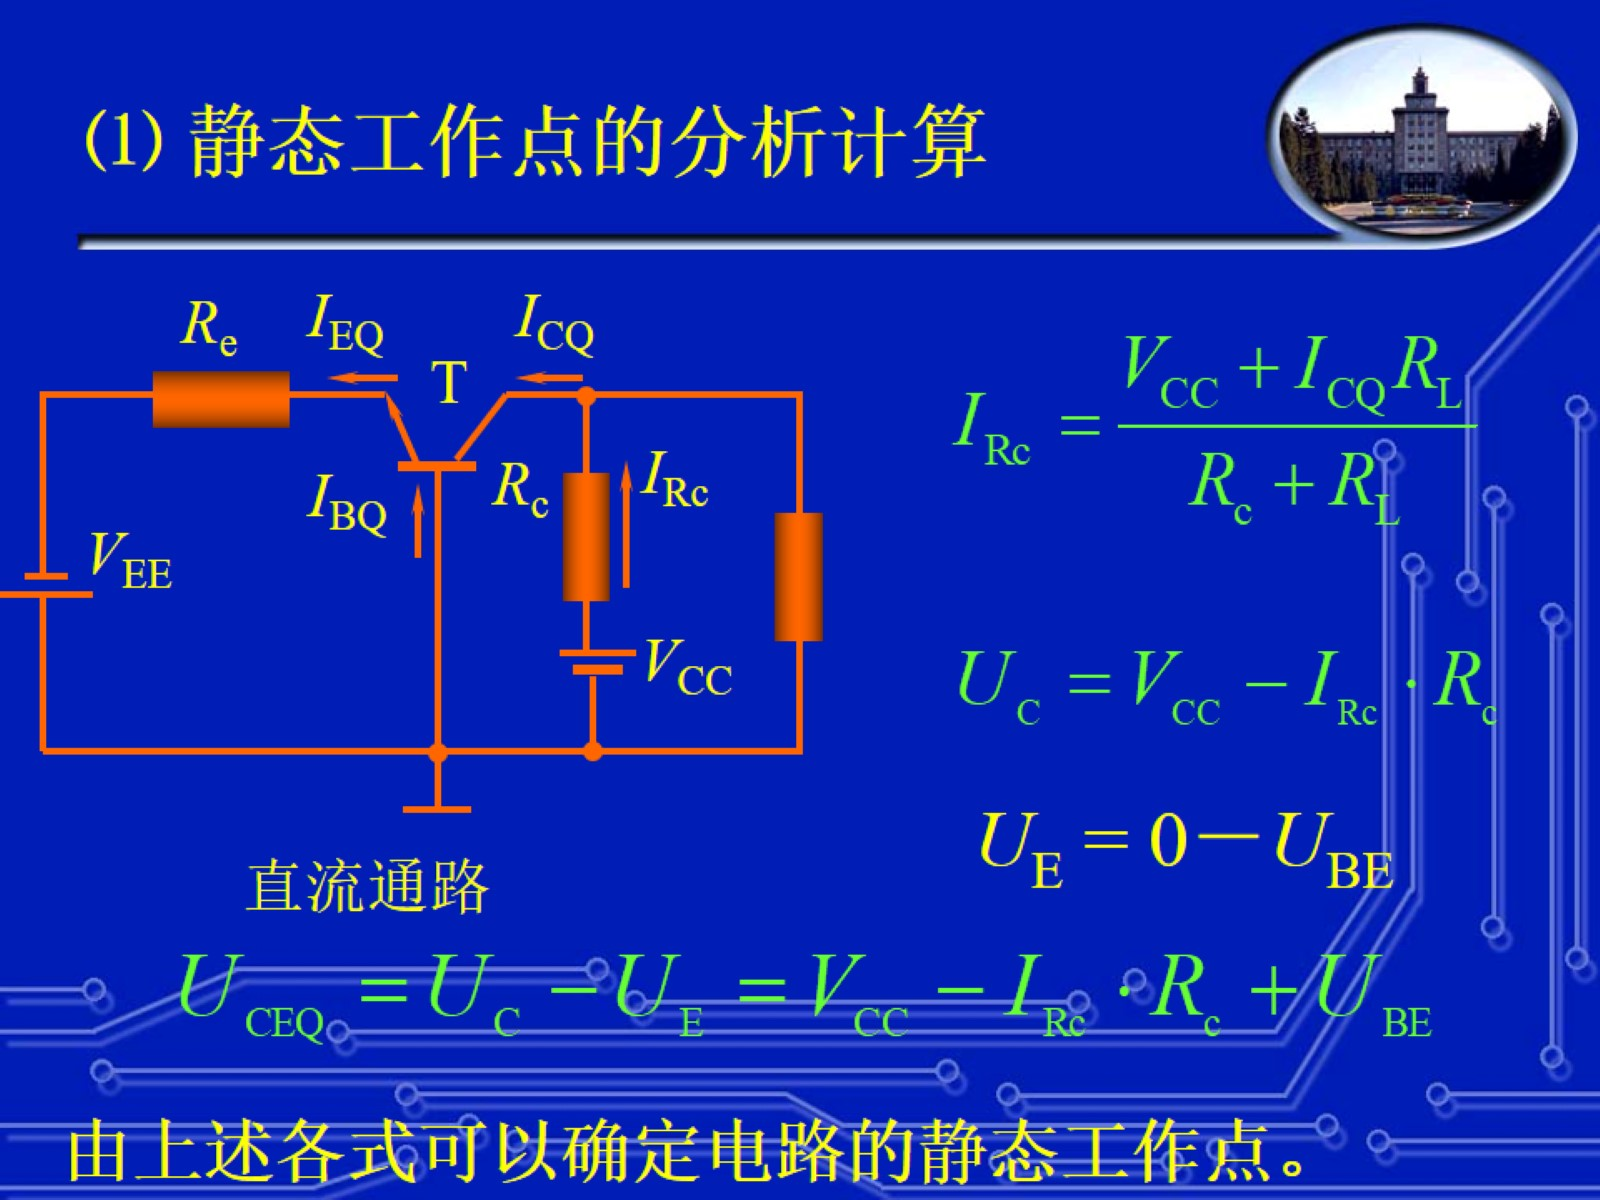 (1) 静态工作点的分析计算
Re
IEQ
ICQ
T
IRc = (VCC + ICQ RL) / (Rc + RL)
IBQ
Rc
IRc
VEE
VCC
UC = VCC − IRc · Rc
UE = 0 − UBE
直流通路
UCEQ = UC − UE = VCC − IRc · Rc + UBE
由上述各式可以确定电路的静态工作点。